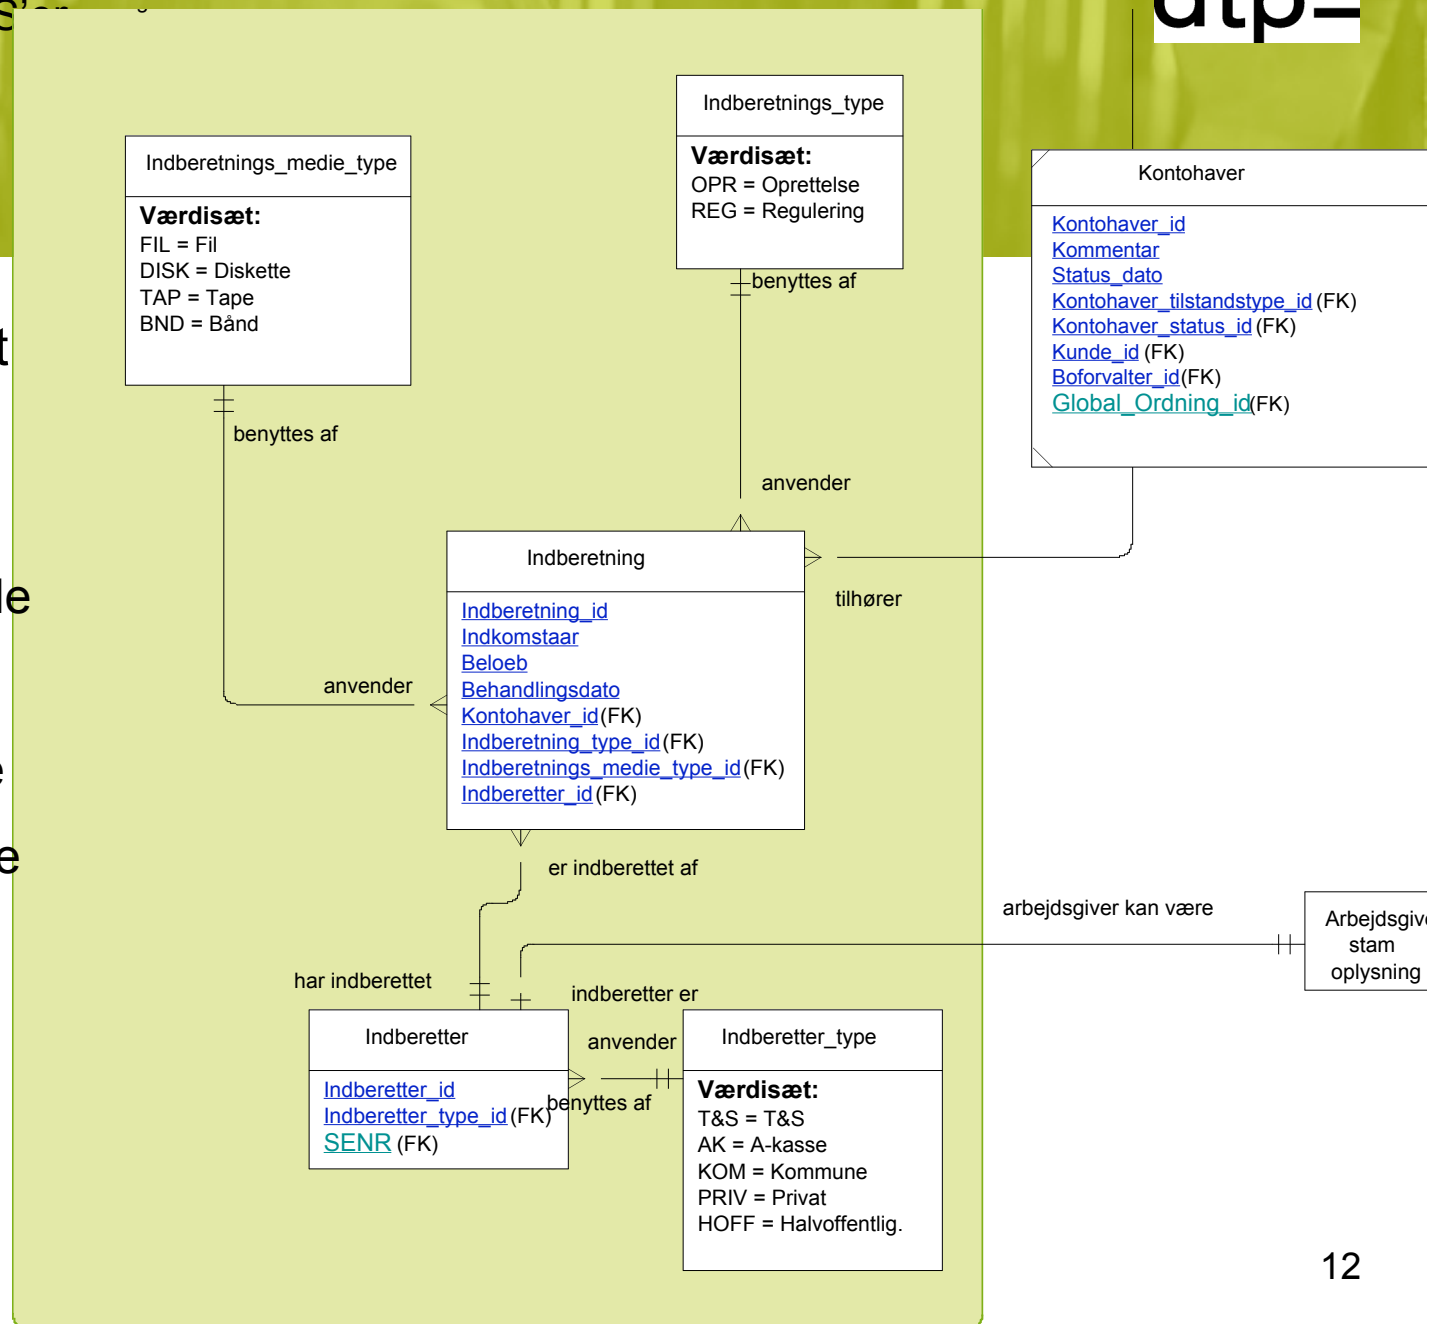 Indberetnings_type
Værdisæt:
OPR = Oprettelse
REG = Regulering
Indberetnings_medie_type
Værdisæt:
FIL = Fil
DISK = Diskette
TAP = Tape
BND = Bånd
Kontohaver
Kontohaver_id
Kommentar
Status_dato
Kontohaver_tilstandstype_id (FK)
Kontohaver_status_id (FK)
Kunde_id (FK)
Boforvalter_id(FK)
Global_Ordning_id(FK)
benyttes af
benyttes af
anvender
Indberetning
Indberetning_id
Indkomstaar
Beloeb
Behandlingsdato
Kontohaver_id(FK)
Indberetning_type_id(FK)
Indberetnings_medie_type_id(FK)
Indberetter_id(FK)
tilhører
anvender
er indberettet af
arbejdsgiver kan være
Arbejdsgive
stam
oplysning
har indberettet
indberetter er
Indberetter
Indberetter_id
Indberetter_type_id(FK)
SENR (FK)
anvender
benyttes af
Indberetter_type
Værdisæt:
T&S = T&S
AK = A-kasse
KOM = Kommune
PRIV = Privat
HOFF = Halvoffentlig.
12